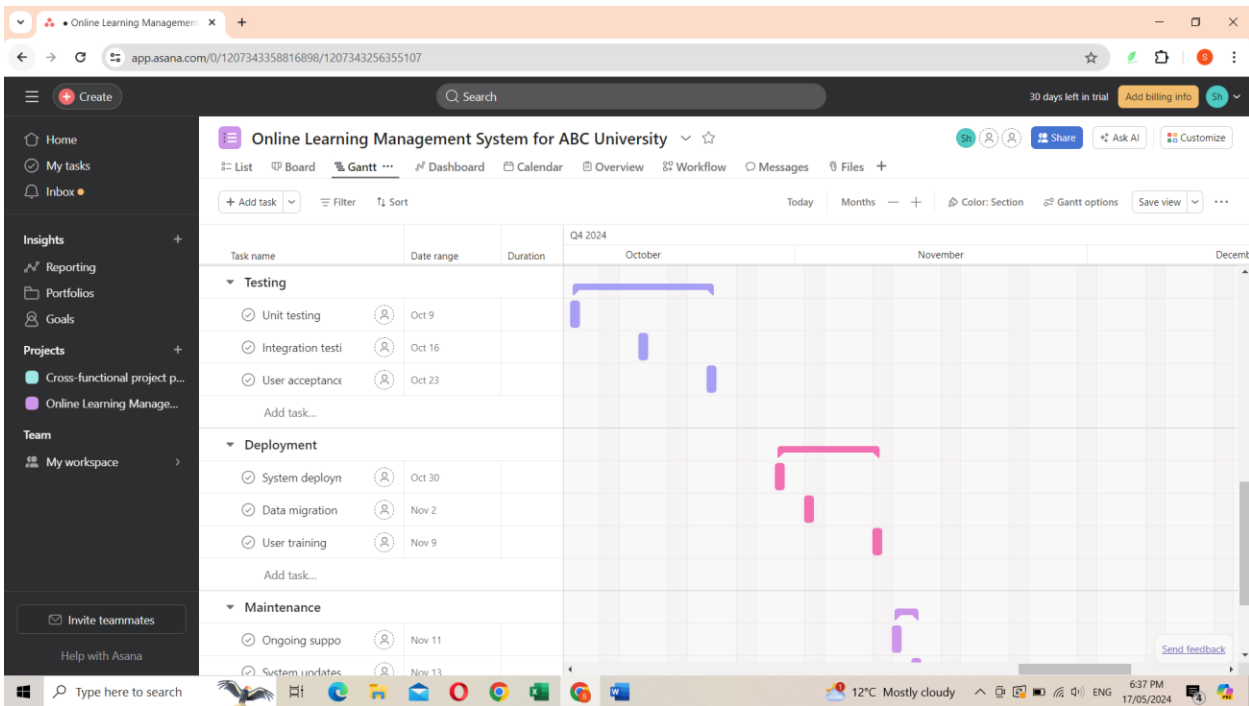 • Online Learning Managemen
app.asana.com/0/1207343358816898/1207343256355107
S
Create
Search
30 days left in trial
Add billing info
Sh
Home
My tasks
Inbox
Insights
Reporting
Portfolios
Goals
Projects
Cross-functional project p...
Online Learning Manage...
Team
My workspace
Invite teammates
Help with Asana
Online Learning Management System for ABC University
Sh
Share
Ask AI
Customize
List Board Gantt ... Dashboard Calendar Overview Workflow Messages Files +
+ Add task Filter Sort
Today Months — + Color: Section Gantt options Save view ...
Q4 2024
Task name Date range Duration October November Decemb
Testing
Unit testing Oct 9
Integration testi Oct 16
User acceptance Oct 23
Add task...
Deployment
System deployn Oct 30
Data migration Nov 2
User training Nov 9
Add task...
Maintenance
Ongoing suppo Nov 11
System updates Nov 13
Send feedback
Type here to search
12°C Mostly cloudy
ENG
6:37 PM
17/05/2024
4